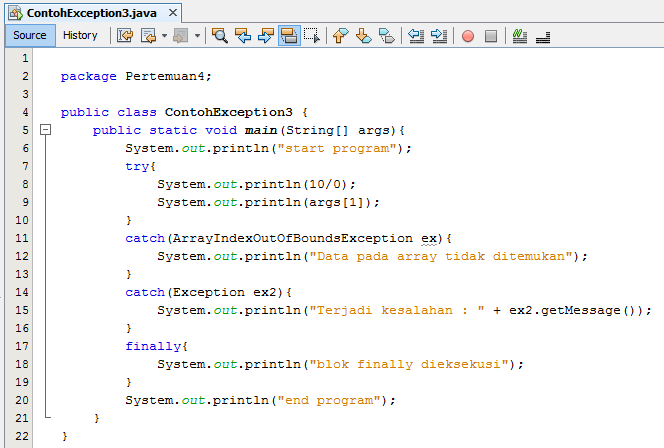 ContohException3.java
Source History
1
2 package Pertemuan4;
3
4 public class ContohException3 {
5 public static void main(String[] args){
6 System.out.println("start program");
7 try{
8 System.out.println(10/0);
9 System.out.println(args[1]);
10 }
11 catch(ArrayIndexOutOfBoundsException ex){
12 System.out.println("Data pada array tidak ditemukan");
13 }
14 catch(Exception ex2){
15 System.out.println("Terjadi kesalahan : " + ex2.getMessage());
16 }
17 finally{
18 System.out.println("blok finally dieksekusi");
19 }
20 System.out.println("end program");
21 }
22 }